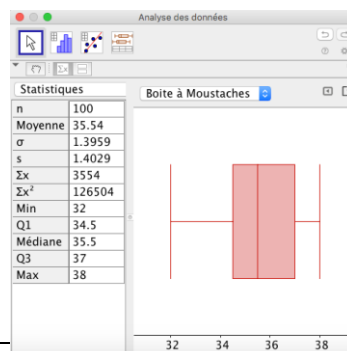 Analyse des données
Statistiques
Boite à Moustaches
n 100
Moyenne 35.54
σ 1.3959
s 1.4029
Σx 3554
Σx² 126504
Min 32
Q1 34.5
Médiane 35.5
Q3 37
Max 38
32 34 36 38